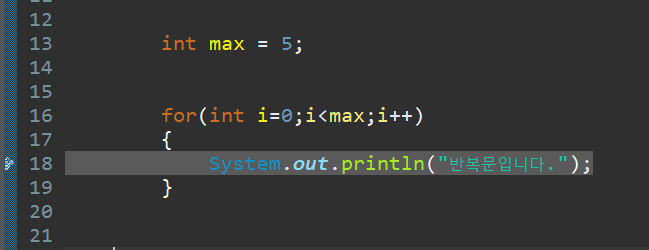 12
13 int max = 5;
14
15
16 for(int i=0;i<max;i++)
17 {
18 System.out.println("반복문입니다.");
19 }
20
21